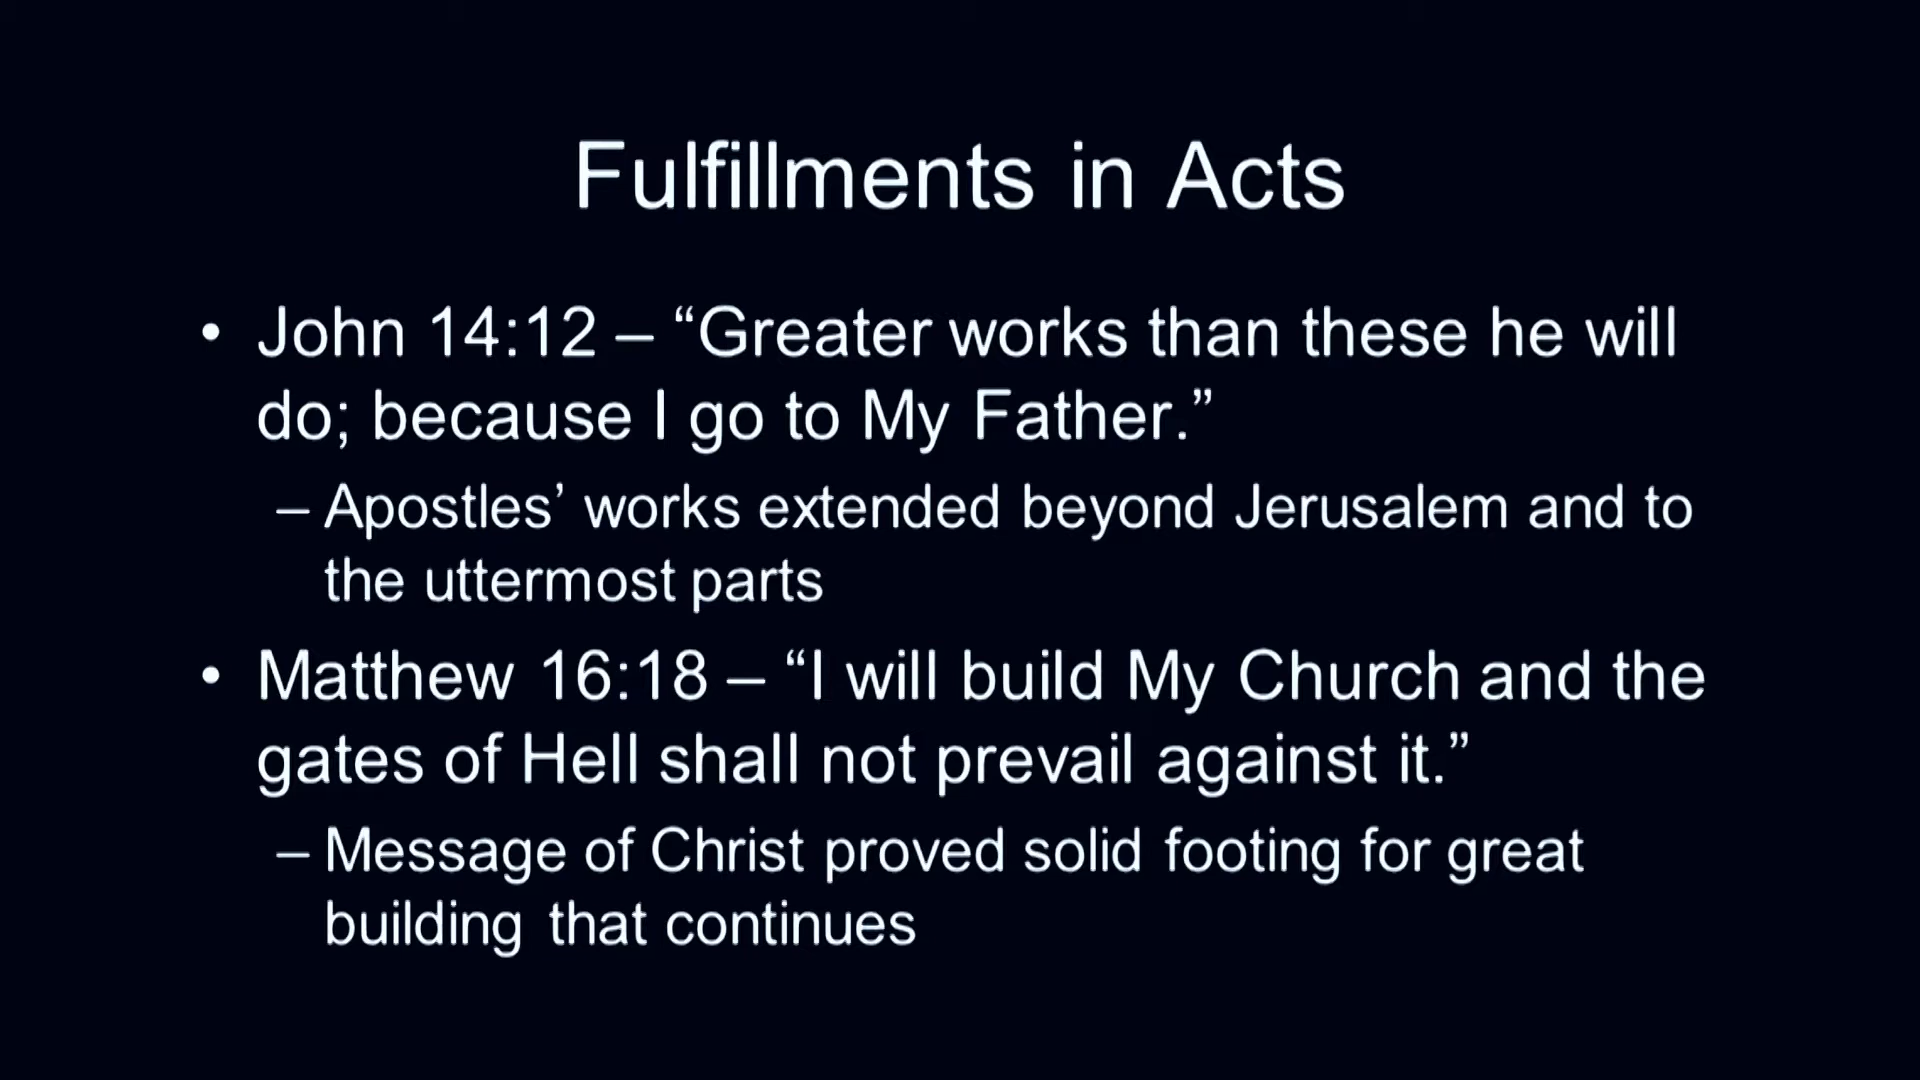 Fulfillments in Acts
• John 14:12 – “Greater works than these he will
do; because I go to My Father.”
– Apostles’ works extended beyond Jerusalem and to
the uttermost parts
• Matthew 16:18 – “I will build My Church and the
gates of Hell shall not prevail against it.”
– Message of Christ proved solid footing for great
building that continues